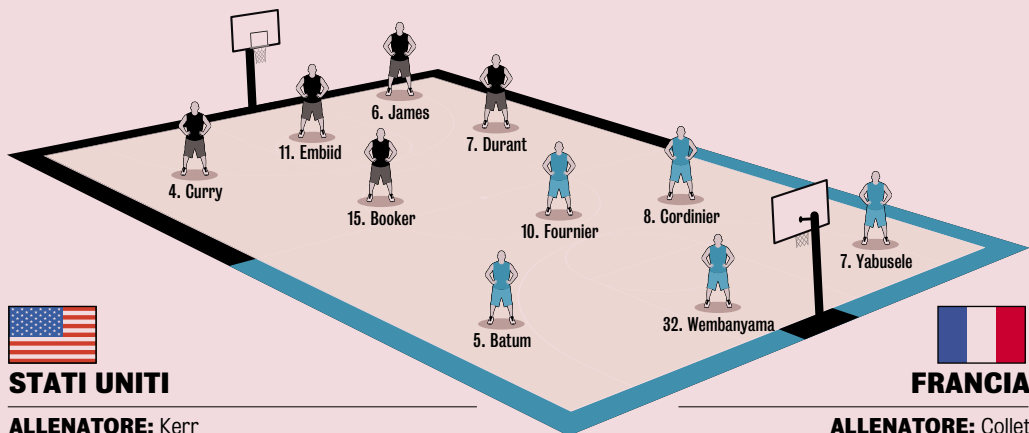 6. James
7. Durant
11. Embiid
4. Curry
15. Booker
10. Fournier
8. Cordinier
7. Yabusele
5. Batum
32. Wembanyama
STATI UNITI
ALLENATORE: Kerr
FRANCIA
ALLENATORE: Collet